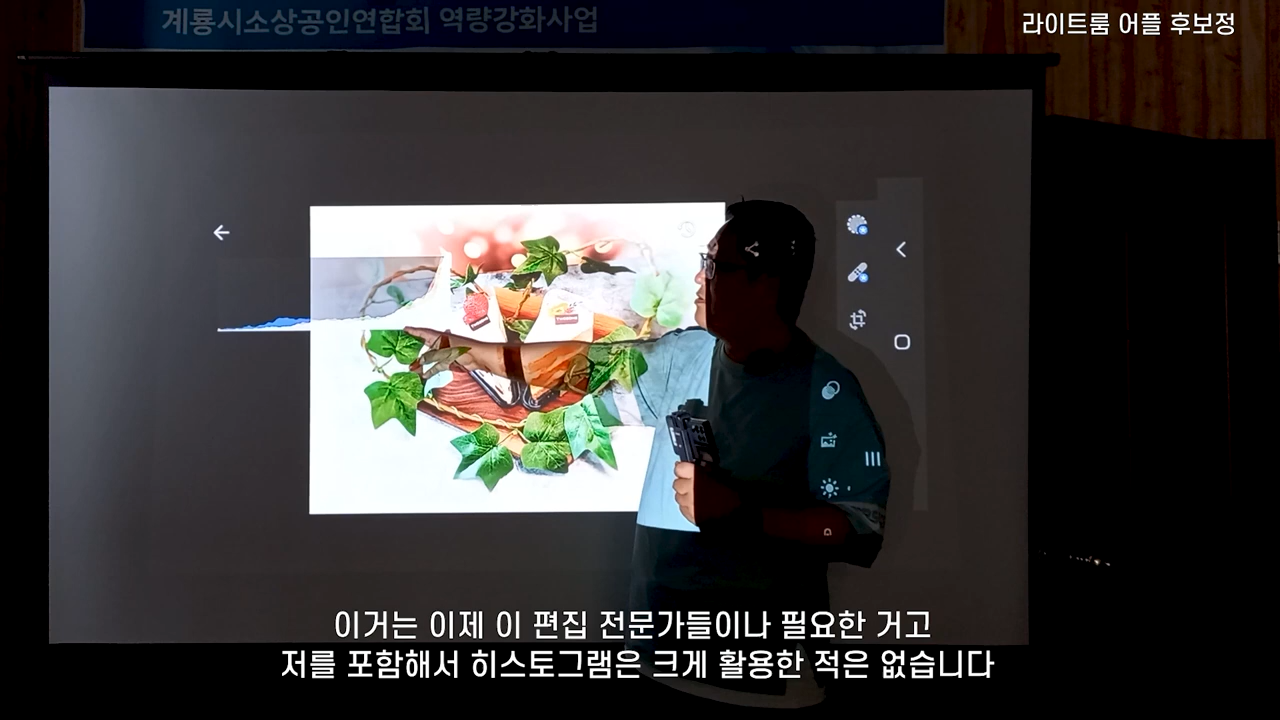 계룡시소상공인연합회 역량강화사업
라이트룸 어플 후보정
이거는 이제 이 편집 전문가들이나 필요한 거고
저를 포함해서 히스토그램은 크게 활용한 적은 없습니다